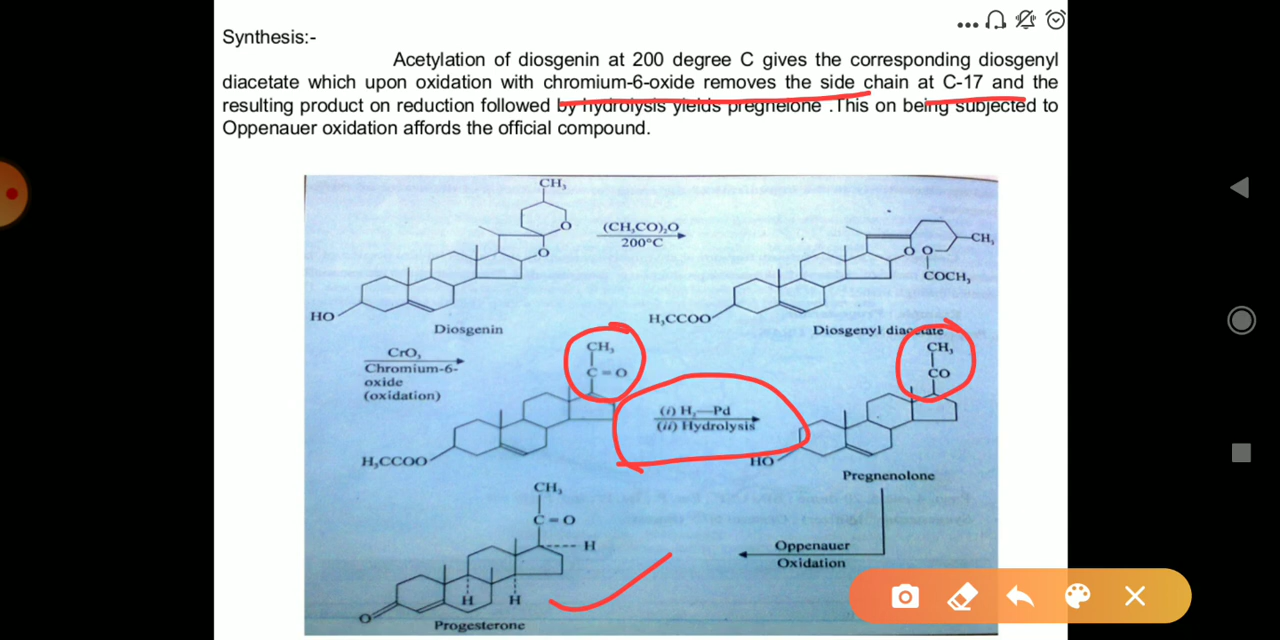 Synthesis:-
Acetylation of diosgenin at 200 degree C gives the corresponding diosgenyl
diacetate which upon oxidation with chromium-6-oxide removes the side chain at C-17 and the
resulting product on reduction followed by hydrolysis yields pregnelone .This on being subjected to
Oppenauer oxidation affords the official compound.
CH₃
O
O
HO
Diosgenin
(CH₃CO)₂O
200°C
CH₃
O O
COCH₃
H₃CCOO
Diosgenyl diacetate
CrO₃
Chromium-6-
oxide
(oxidation)
CH₃
C=O
H₃CCOO
(i) H₂—Pd
(ii) Hydrolysis
CH₃
CO
HO
Pregnenolone
Oppenauer
Oxidation
CH₃
C=O
H
H H
O
Progesterone